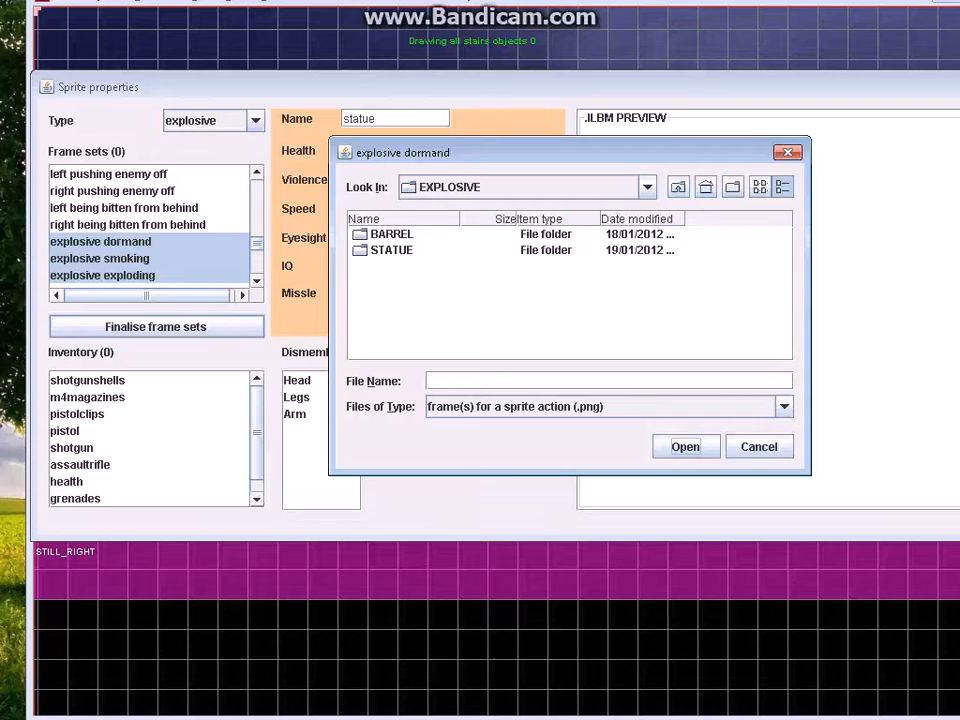 www.Bandicam.com
Drawing all stairs objects 0
Sprite properties
Type
explosive
Name
statue
.ILBM PREVIEW
Frame sets (0)
left pushing enemy off
right pushing enemy off
left being bitten from behind
right being bitten from behind
explosive dormand
explosive smoking
explosive exploding
Finalise frame sets
Inventory (0)
shotgunshells
m4magazines
pistolclips
pistol
shotgun
assaultrifle
health
grenades
Health
Violence
Speed
Eyesight
IQ
Missle
Dismem
Head
Legs
Arm
explosive dormand
Look In:
EXPLOSIVE
Name Size Item type Date modified
BARREL File folder 18/01/2012 ...
STATUE File folder 19/01/2012 ...
File Name:
Files of Type:
frame(s) for a sprite action (.png)
Open
Cancel
STILL_RIGHT